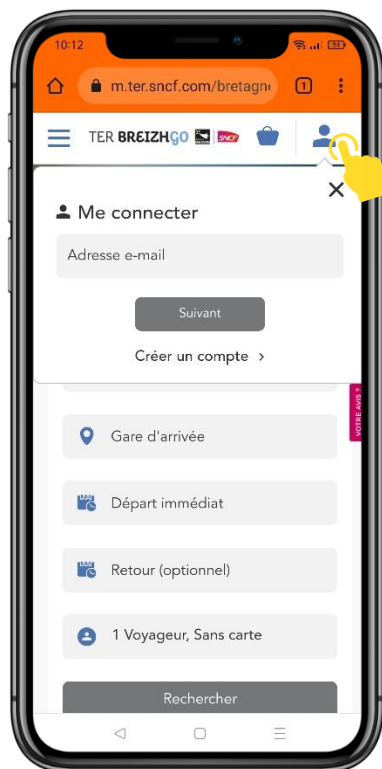 10:12
m.ter.sncf.com/bretagn
1
TER BREIZHGO SNCF
Me connecter
Adresse e-mail
Suivant
Créer un compte >
VOTRE AVIS ?
Gare d'arrivée
Départ immédiat
Retour (optionnel)
1 Voyageur, Sans carte
Rechercher